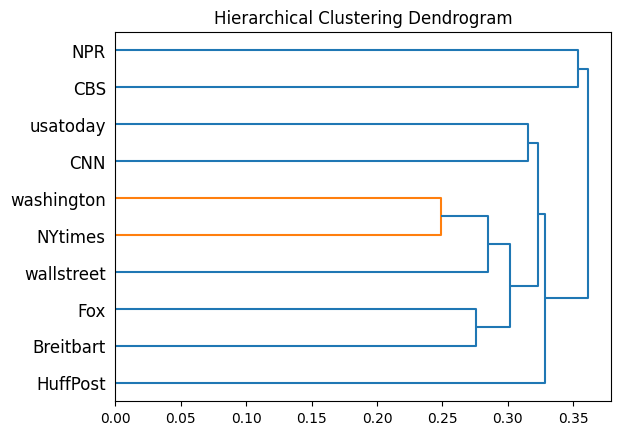 Hierarchical Clustering Dendrogram
NPR
CBS
usatoday
CNN
washington
NYtimes
wallstreet
Fox
Breitbart
HuffPost
0.00 0.05 0.10 0.15 0.20 0.25 0.30 0.35